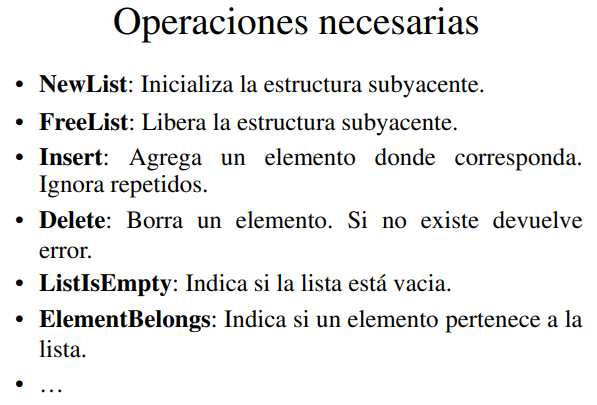 Operaciones necesarias
• NewList: Inicializa la estructura subyacente.
• FreeList: Libera la estructura subyacente.
• Insert: Agrega un elemento donde corresponda.
Ignora repetidos.
• Delete: Borra un elemento. Si no existe devuelve
error.
• ListIsEmpty: Indica si la lista está vacia.
• ElementBelongs: Indica si un elemento pertenece a la
lista.
• …